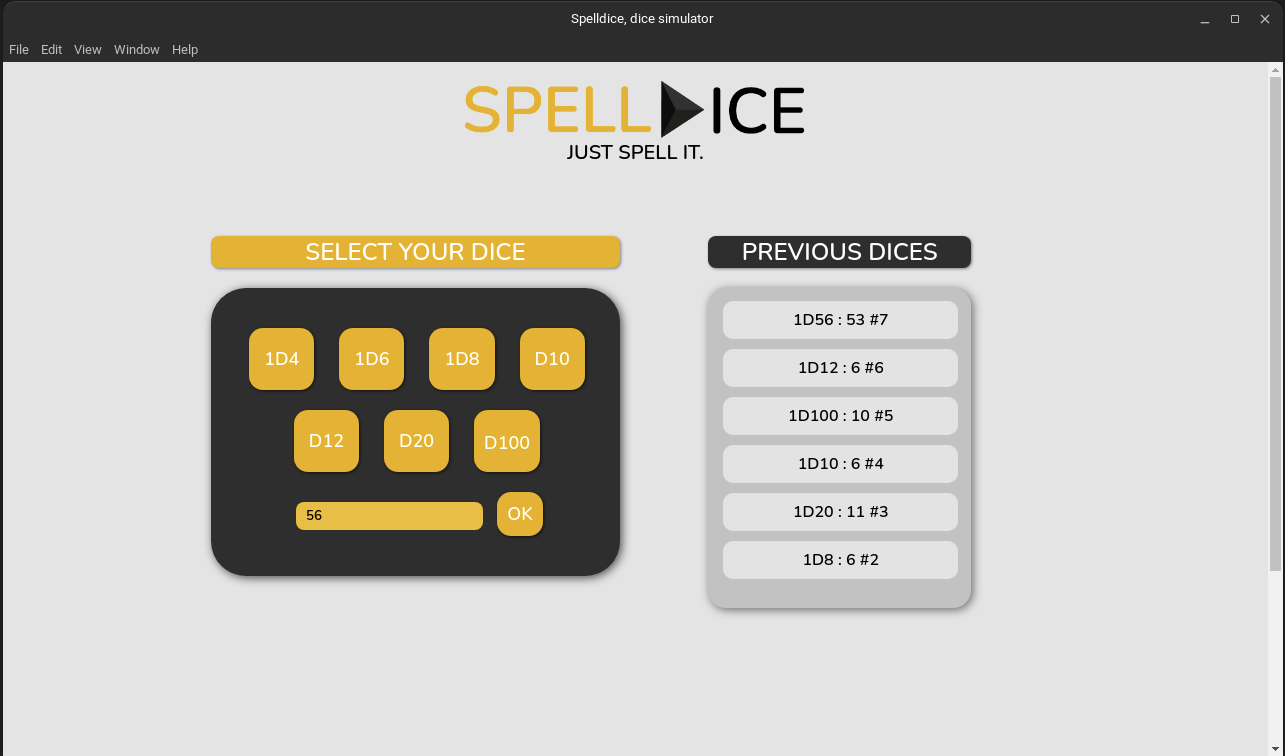 Spelldice, dice simulator
File Edit View Window Help
SPELL ICE
JUST SPELL IT.
SELECT YOUR DICE
1D4 1D6 1D8 D10
D12 D20 D100
56 OK
PREVIOUS DICES
1D56 : 53 #7
1D12 : 6 #6
1D100 : 10 #5
1D10 : 6 #4
1D20 : 11 #3
1D8 : 6 #2